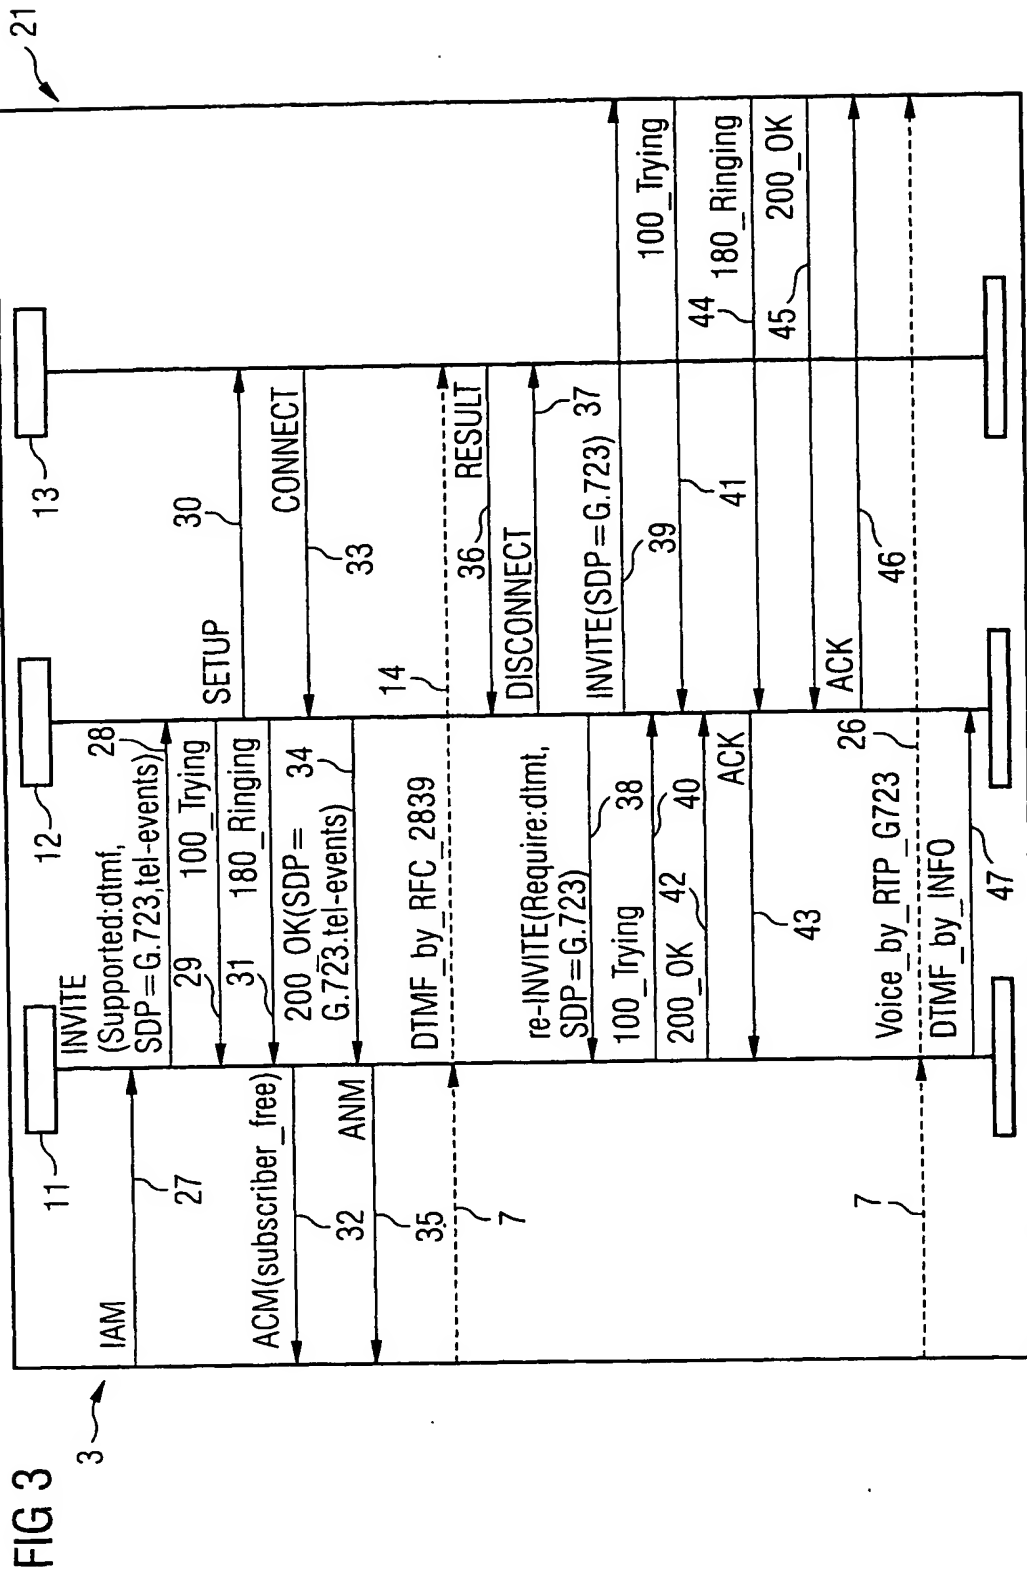 FIG 3
3
21
11
12
13
IAM
27
INVITE
(Supported:dtmf,
SDP=G.723,tel-events)
28
100_Trying
29
SETUP
30
180_Ringing
31
ACM(subscriber_free)
32
CONNECT
33
200_OK(SDP=
G.723.tel-events)
34
ANM
35
7
DTMF_by_RFC_2839
14
RESULT
36
DISCONNECT
37
re-INVITE(Require:dtmt,
SDP=G.723)
38
INVITE(SDP=G.723)
39
100_Trying
40
100_Trying
41
200_OK
42
ACK
43
180_Ringing
44
200_OK
45
ACK
46
7
Voice_by_RTP_G723
26
DTMF_by_INFO
47